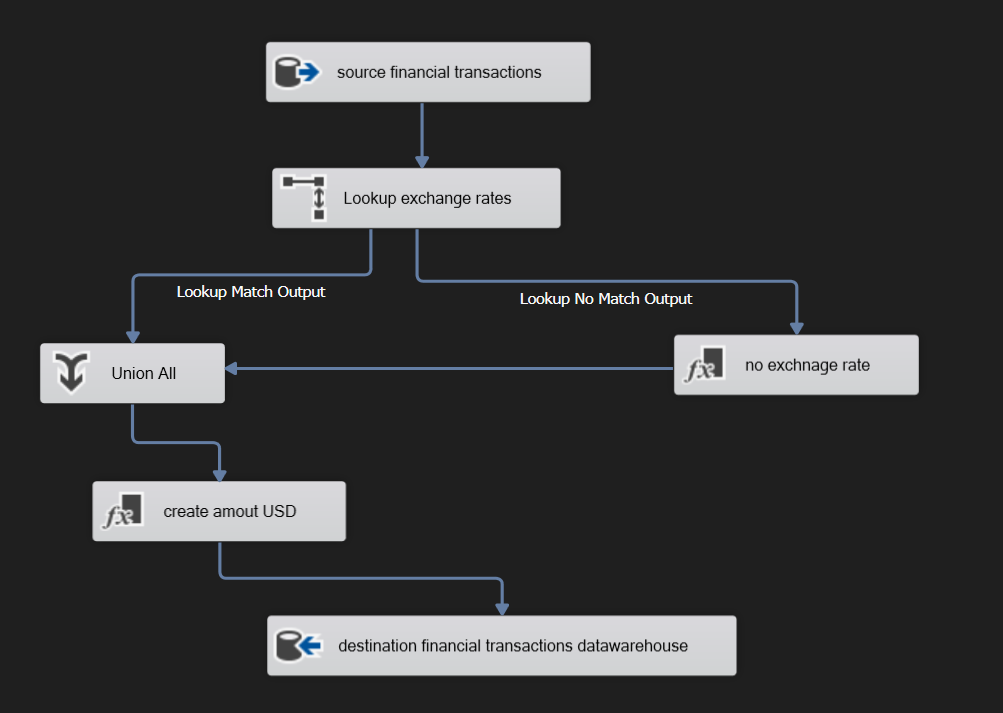 source financial transactions
Lookup exchange rates
Lookup Match Output
Lookup No Match Output
Union All
no exchnage rate
create amout USD
destination financial transactions datawarehouse